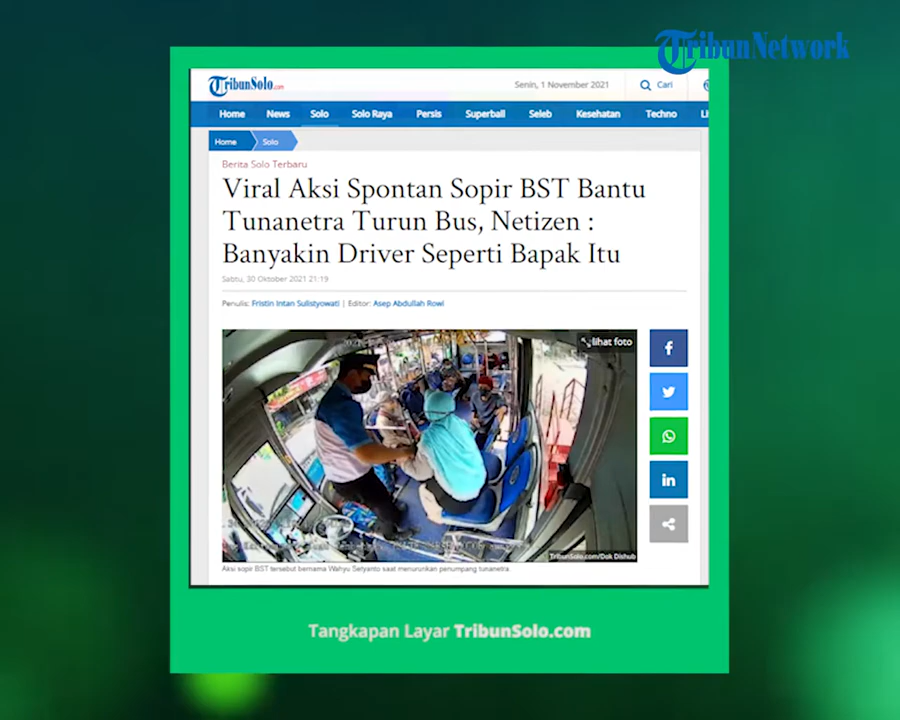 TribunNetwork
TribunSolo.com
Senin, 1 November 2021
Cari
Home News Solo Solo Raya Persis Superball Seleb Kesehatan Techno
Home Solo
Berita Solo Terbaru
Viral Aksi Spontan Sopir BST Bantu
Tunanetra Turun Bus, Netizen :
Banyakin Driver Seperti Bapak Itu
Sabtu, 30 Oktober 2021 21:19
Penulis: Fristin Intan Sulistyowati | Editor: Asep Abdullah Rowi
lihat foto
TribunSolo.com/Dok Dishub
Aksi sopir BST tersebut bernama Wahyu Setyanto saat menurunkan penumpang tunanetra.
Tangkapan Layar TribunSolo.com